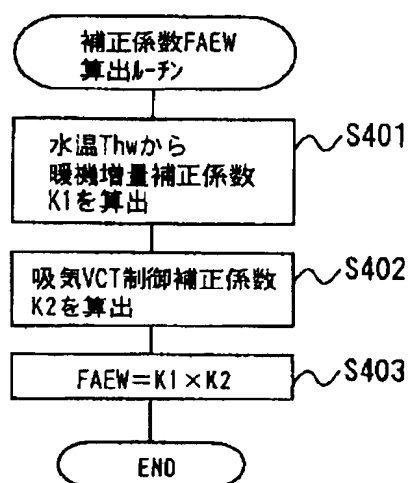 補正係数FAEW
算出ルーチン
水温Thwから
暖機増量補正係数
K1を算出
S401
吸気VCT制御補正係数
K2を算出
S402
FAEW=K1×K2
S403
END